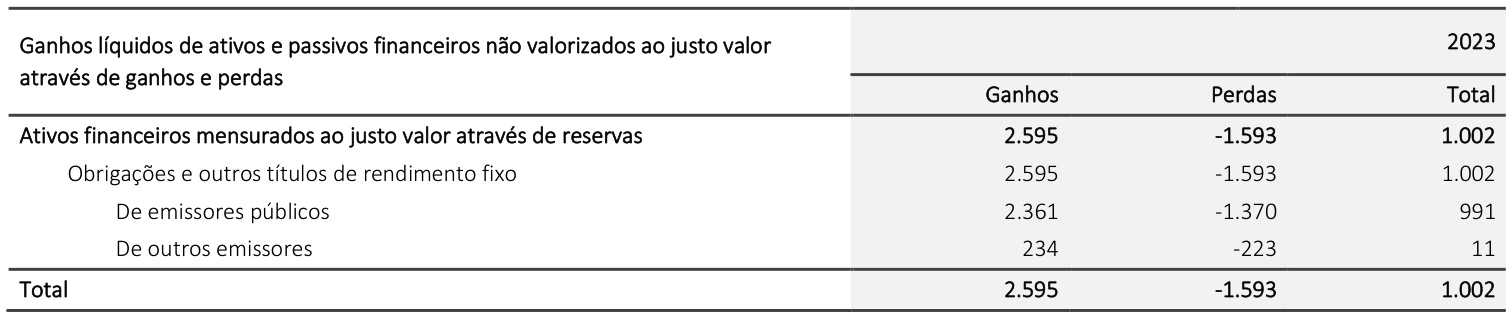 Ganhos líquidos de ativos e passivos financeiros não valorizados ao justo valor
através de ganhos e perdas
2023
Ganhos Perdas Total
Ativos financeiros mensurados ao justo valor através de reservas 2.595 -1.593 1.002
Obrigações e outros títulos de rendimento fixo 2.595 -1.593 1.002
De emissores públicos 2.361 -1.370 991
De outros emissores 234 -223 11
Total 2.595 -1.593 1.002